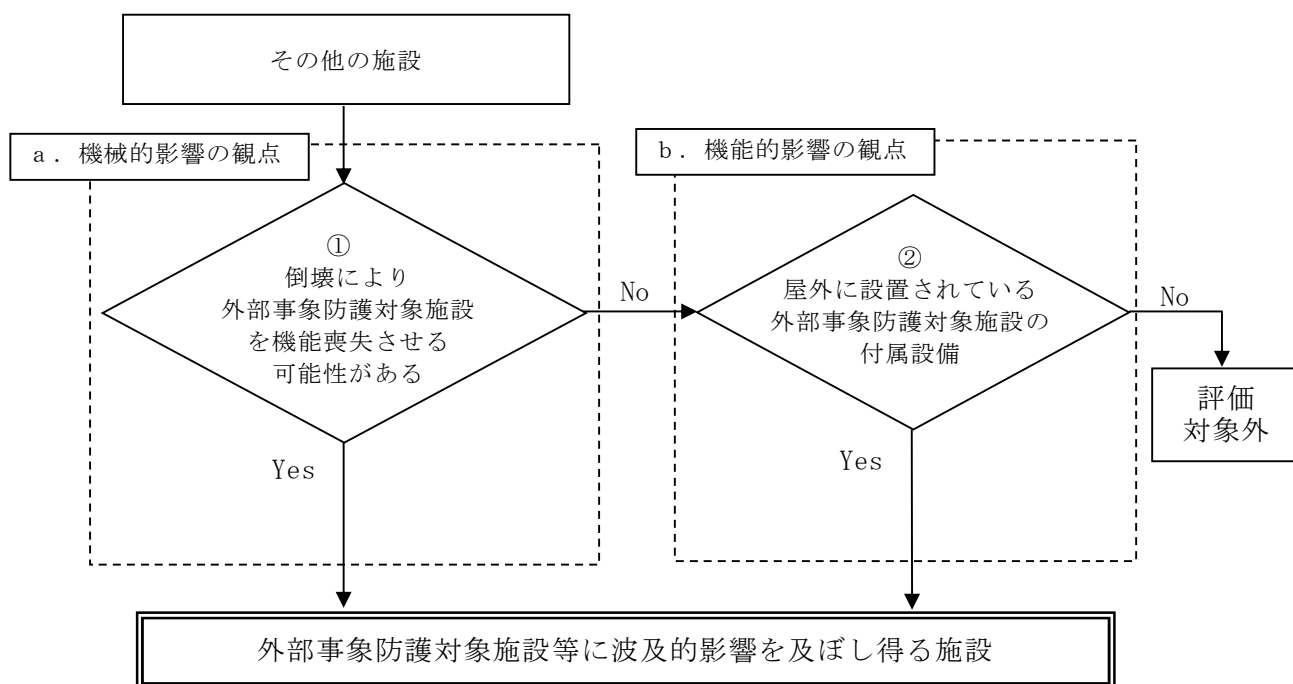 その他の施設
a．機械的影響の観点
b．機能的影響の観点
①
倒壊により
外部事象防護対象施設
を機能喪失させる
可能性がある
No
②
屋外に設置されている
外部事象防護対象施設の
付属設備
No
評価
対象外
Yes
Yes
外部事象防護対象施設等に波及的影響を及ぼし得る施設